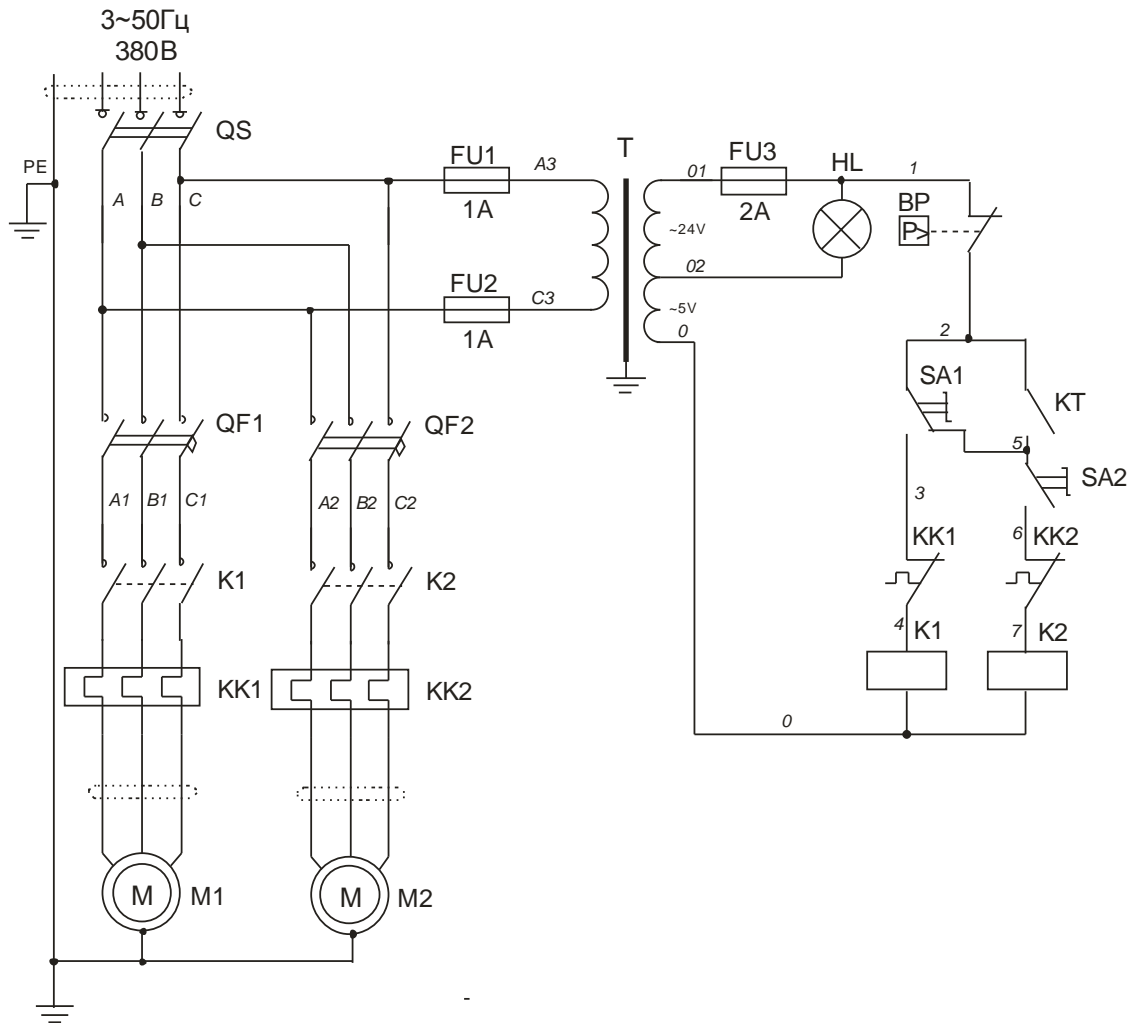 3~50Гц
380В
QS
PE
A
B
C
FU1
1A
A3
T
01
FU3
2A
HL
1
BP
P>
~24V
02
FU2
1A
C3
~5V
0
2
SA1
KT
QF1
QF2
5
SA2
A1
B1
C1
A2
B2
C2
3
6
KK1
KK2
K1
K2
4
K1
7
K2
KK1
KK2
0
M
M1
M
M2
-